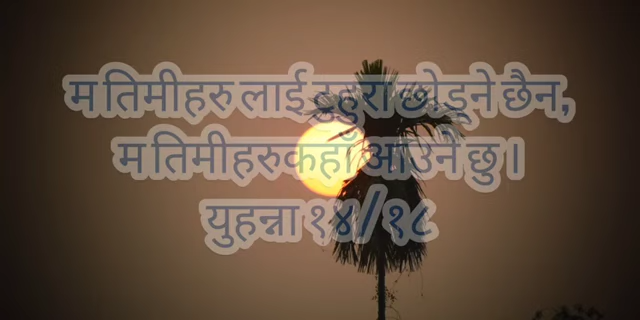 म तिमीहरु लाई टुहुरा छोड्ने छैन,
म तिमीहरुकहाँ आउने छु।
युहन्ना १४/१८